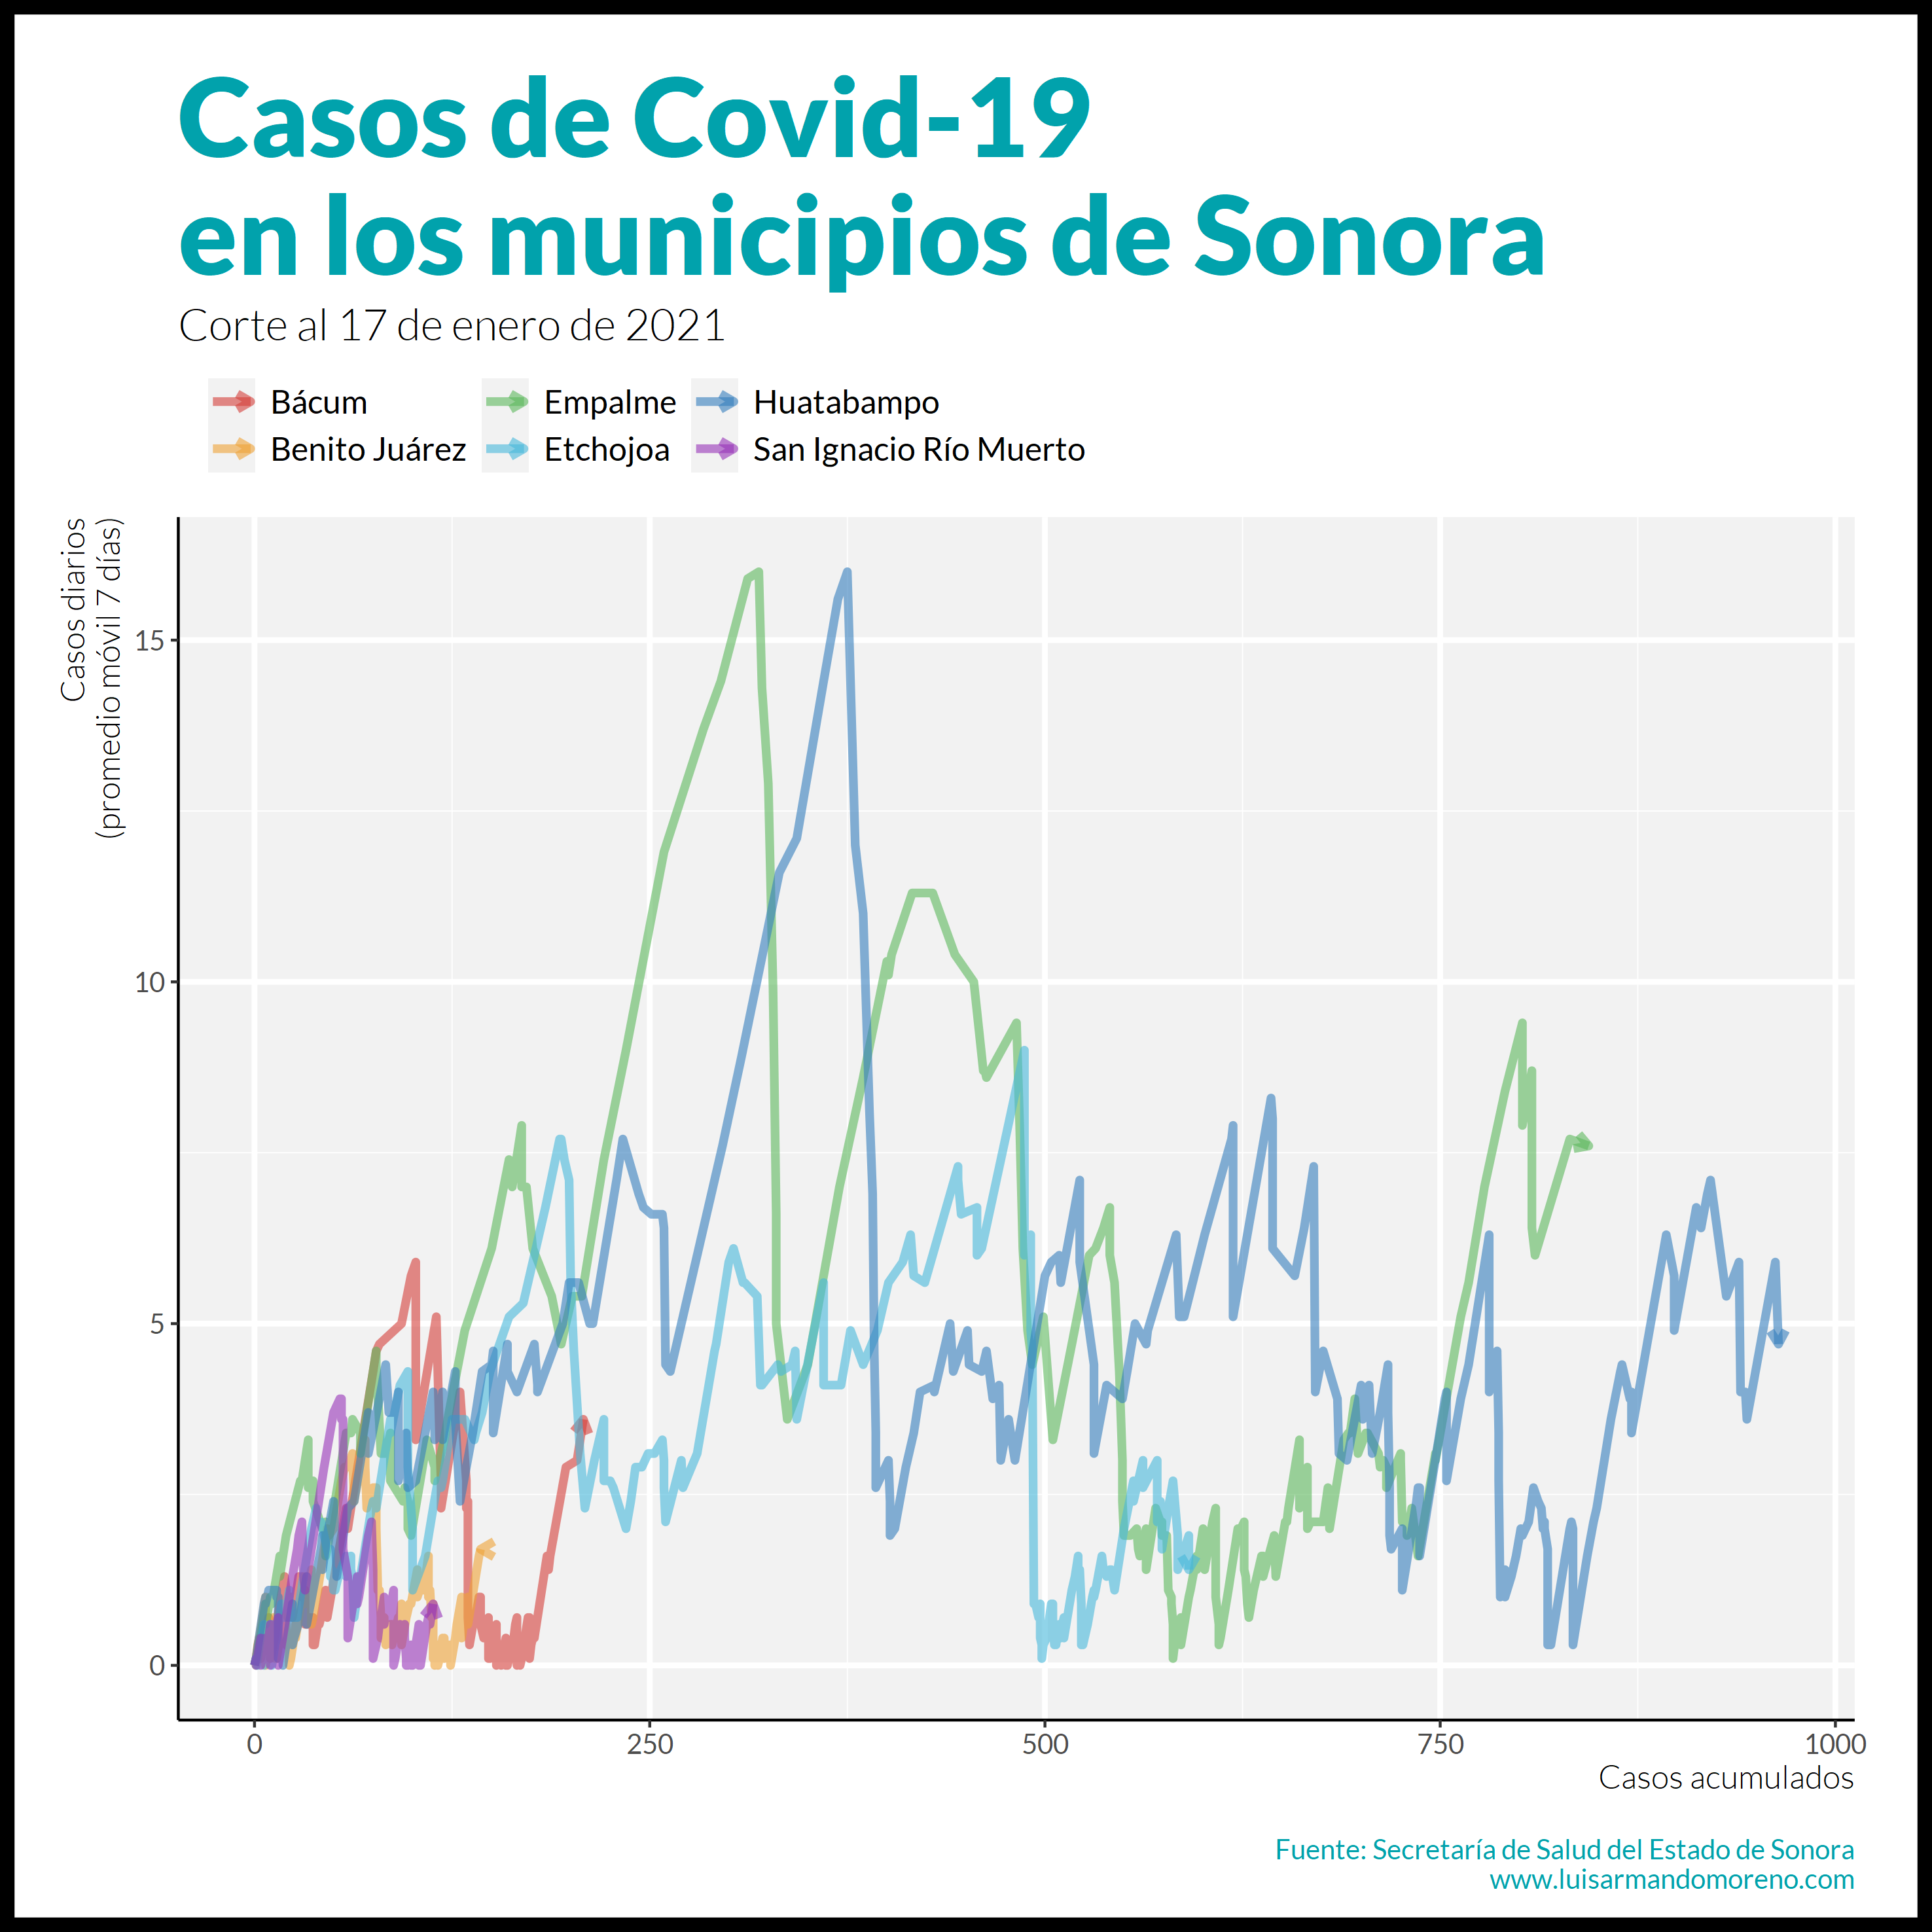 Casos de Covid-19
en los municipios de Sonora
Corte al 17 de enero de 2021
Bácum
Empalme
Huatabampo
Benito Juárez
Etchojoa
San Ignacio Río Muerto
Casos diarios
(promedio móvil 7 días)
15
10
5
0
0
250
500
750
1000
Casos acumulados
Fuente: Secretaría de Salud del Estado de Sonora
www.luisarmandomoreno.com